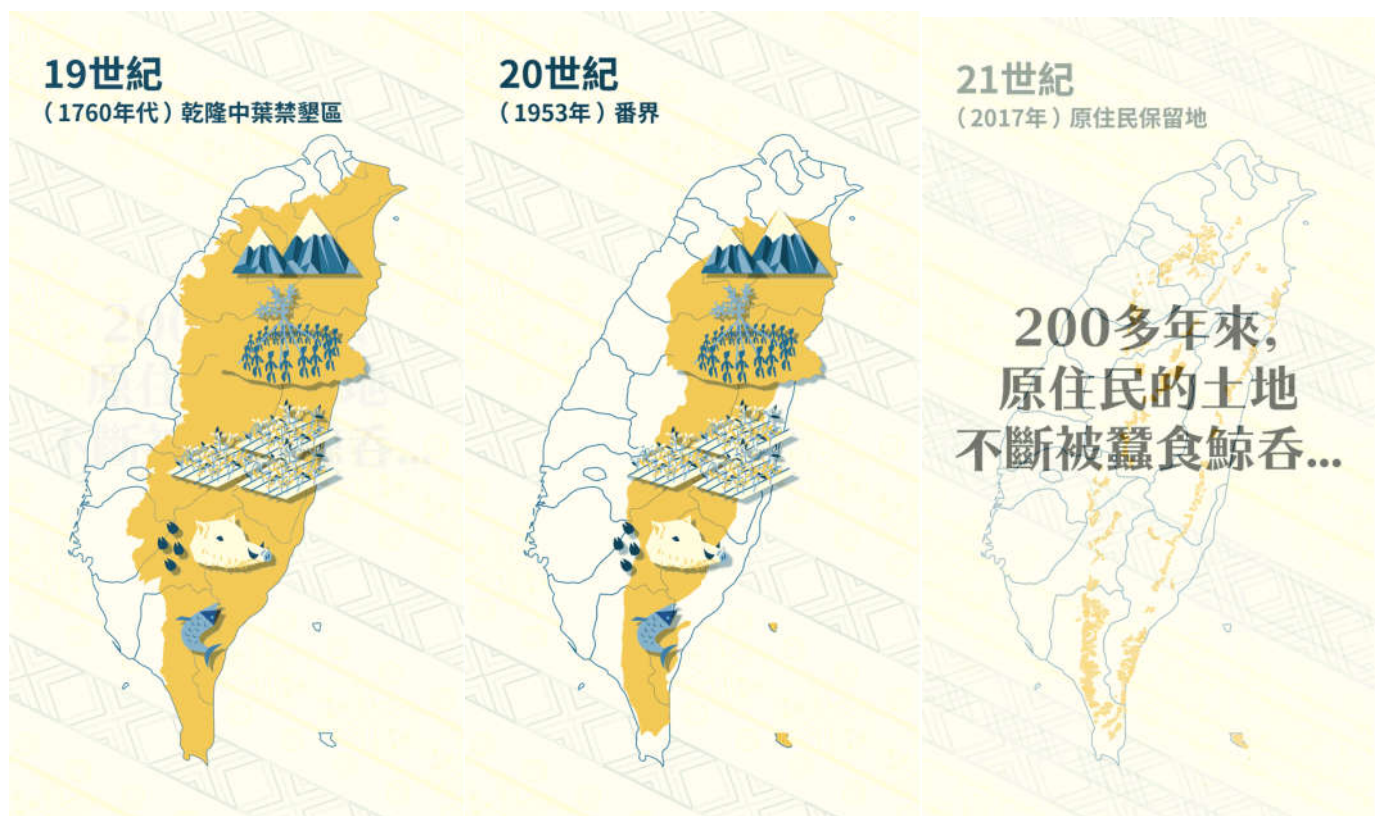 19世紀
（1760年代）乾隆中葉禁墾區
20世紀
（1953年）番界
21世紀
（2017年）原住民保留地
200多年來,
原住民的土地
不斷被蠶食鯨吞...